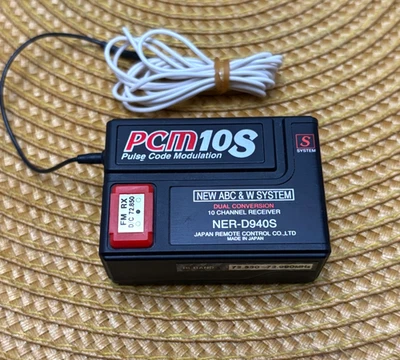 PCM10S
Pulse Code Modulation
S
SYSTEM
FM RX
D/C 72.850
NEW ABC & W SYSTEM
DUAL CONVERSION
10 CHANNEL RECEIVER
NER-D940S
JAPAN REMOTE CONTROL CO.,LTD
MADE IN JAPAN